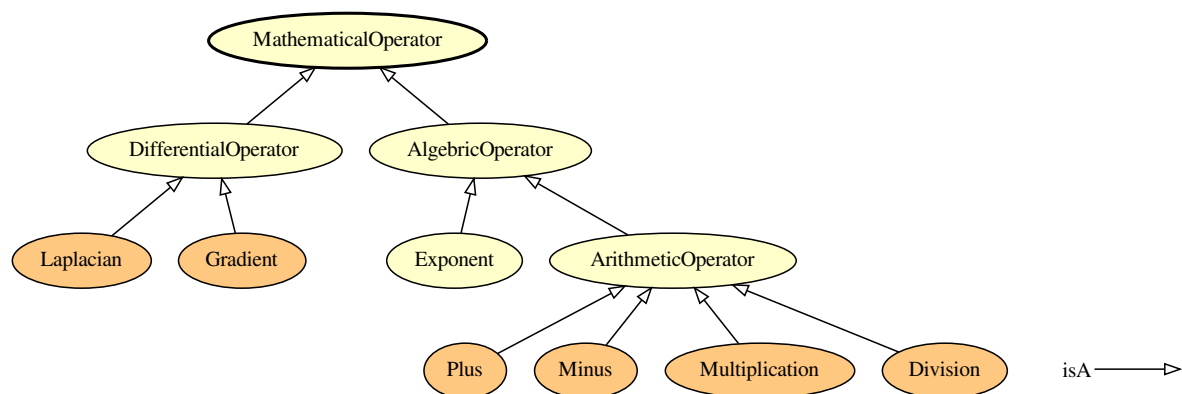 MathematicalOperator
DifferentialOperator
AlgebricOperator
Laplacian
Gradient
Exponent
ArithmeticOperator
Plus
Minus
Multiplication
Division
isA